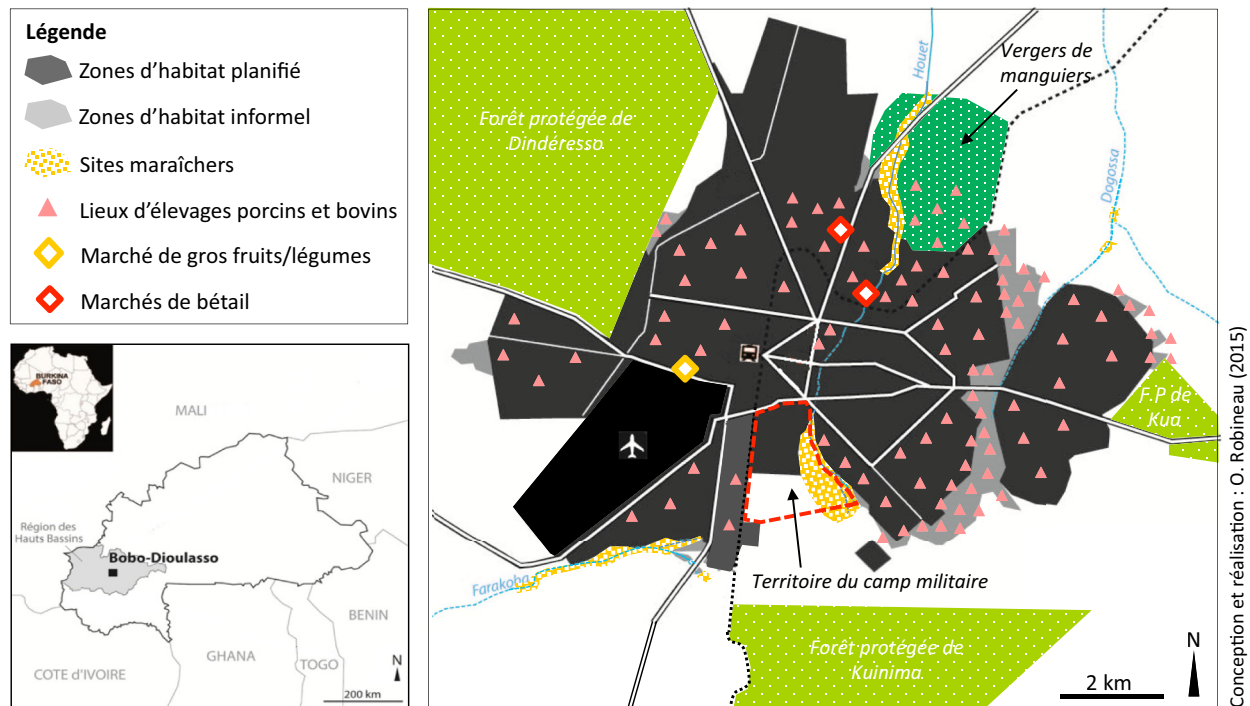 Légende
Zones d'habitat planifié
Zones d'habitat informel
Sites maraîchers
Lieux d'élevages porcins et bovins
Marché de gros fruits/légumes
Marchés de bétail
BURKINA
FASO
MALI
NIGER
Région des
Hauts Bassins
Bobo-Dioulasso
BENIN
GHANA
TOGO
COTE d'IVOIRE
N
200 km
Forêt protégée de
Dindéresso
Houet
Vergers de
manguiers
Dogossa
F.P de
Kua
Farakoba
Territoire du camp militaire
Forêt protégée de
Kuinima
2 km
N
Conception et réalisation : O. Robineau (2015)